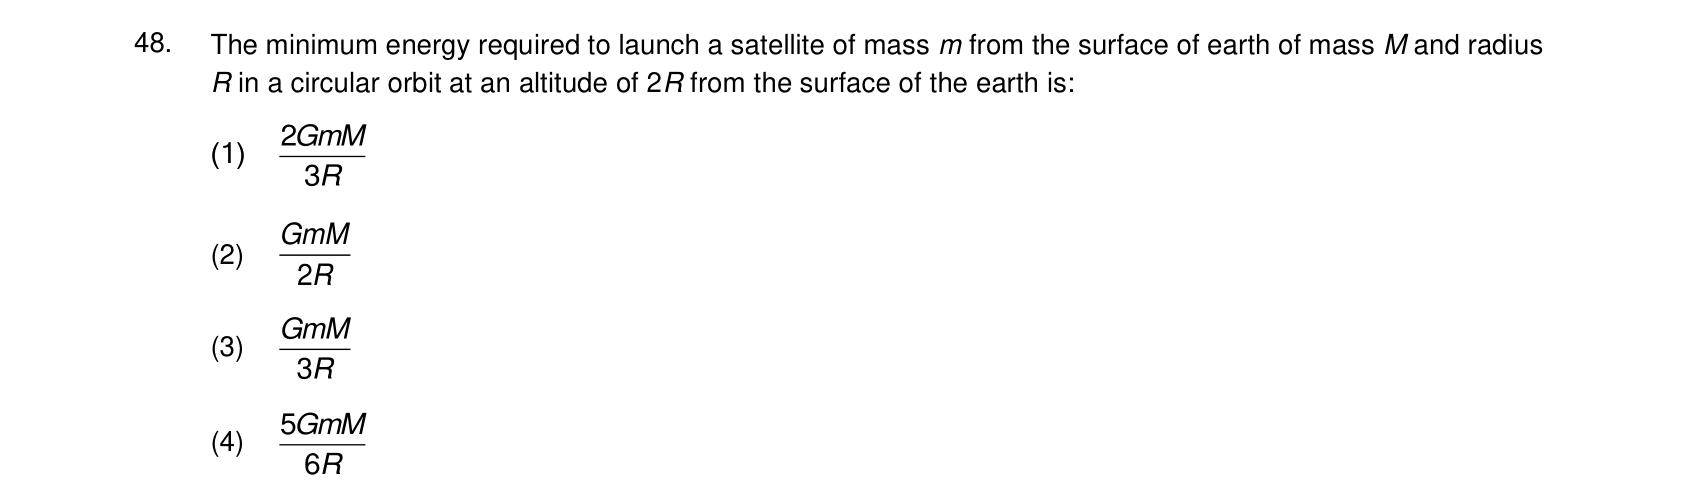 48. The minimum energy required to launch a satellite of mass m from the surface of earth of mass M and radius
R in a circular orbit at an altitude of 2R from the surface of the earth is:
(1) 2GmM/3R
(2) GmM/2R
(3) GmM/3R
(4) 5GmM/6R